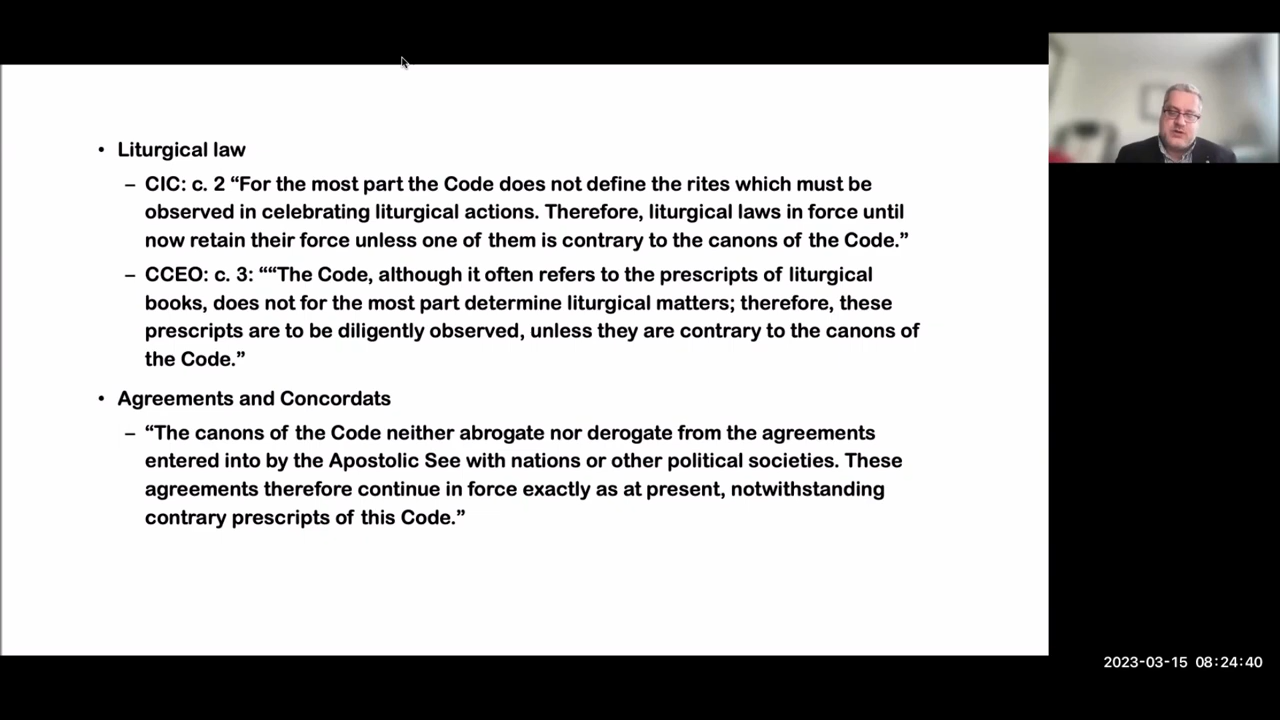 • Liturgical law
– CIC: c. 2 “For the most part the Code does not define the rites which must be
observed in celebrating liturgical actions. Therefore, liturgical laws in force until
now retain their force unless one of them is contrary to the canons of the Code.”
– CCEO: c. 3: ““The Code, although it often refers to the prescripts of liturgical
books, does not for the most part determine liturgical matters; therefore, these
prescripts are to be diligently observed, unless they are contrary to the canons of
the Code.”
• Agreements and Concordats
– “The canons of the Code neither abrogate nor derogate from the agreements
entered into by the Apostolic See with nations or other political societies. These
agreements therefore continue in force exactly as at present, notwithstanding
contrary prescripts of this Code.”
2023-03-15 08:24:40